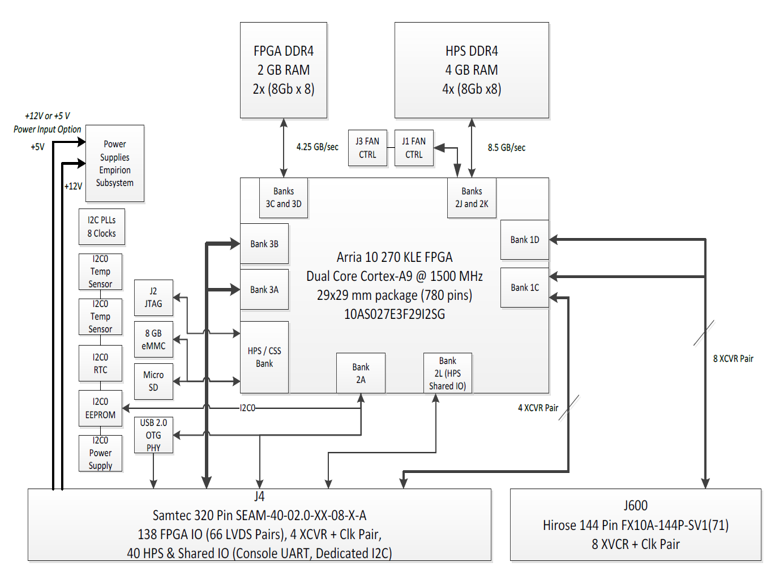 FPGA DDR4
2 GB RAM
2x (8Gb x 8)
HPS DDR4
4 GB RAM
4x (8Gb x8)
+12V or +5 V
Power Input Option
+5V
+12V
Power
Supplies
Empirion
Subsystem
4.25 GB/sec
J3 FAN
CTRL
J1 FAN
CTRL
8.5 GB/sec
Banks
3C and 3D
Banks
2J and 2K
I2C PLLs
8 Clocks
Bank 3B
Arria 10 270 KLE FPGA
Dual Core Cortex-A9 @ 1500 MHz
29x29 mm package (780 pins)
10AS027E3F29I2SG
Bank 1D
Bank 1C
Bank 3A
I2C0
Temp
Sensor
J2
JTAG
I2C0
Temp
Sensor
8 GB
eMMC
HPS / CSS
Bank
I2C0
RTC
Micro
SD
Bank
2A
Bank
2L (HPS
Shared IO)
8 XCVR Pair
4 XCVR Pair
I2C0
EEPROM
I2C0
USB 2.0
OTG
PHY
I2C0
Power
Supply
J4
Samtec 320 Pin SEAM-40-02.0-XX-08-X-A
138 FPGA IO (66 LVDS Pairs), 4 XCVR + Clk Pair,
40 HPS & Shared IO (Console UART, Dedicated I2C)
J600
Hirose 144 Pin FX10A-144P-SV1(71)
8 XVCR + Clk Pair